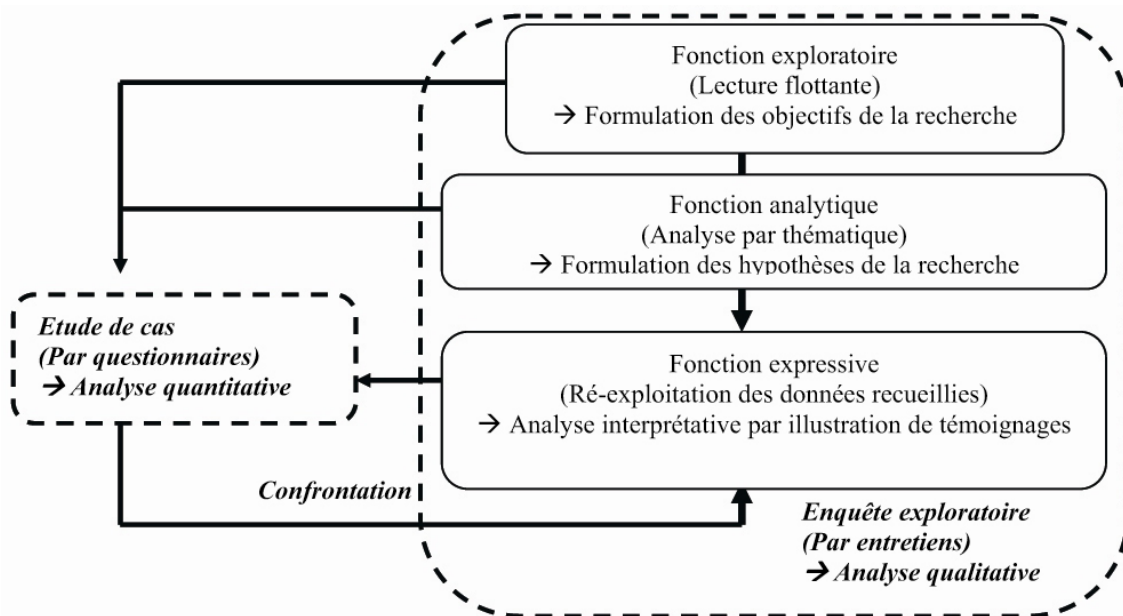 Fonction exploratoire
(Lecture flottante)
→ Formulation des objectifs de la recherche
Fonction analytique
(Analyse par thématique)
→ Formulation des hypothèses de la recherche
Etude de cas
(Par questionnaires)
→ Analyse quantitative
Fonction expressive
(Ré-exploitation des données recueillies)
→ Analyse interprétative par illustration de témoignages
Confrontation
Enquête exploratoire
(Par entretiens)
→ Analyse qualitative